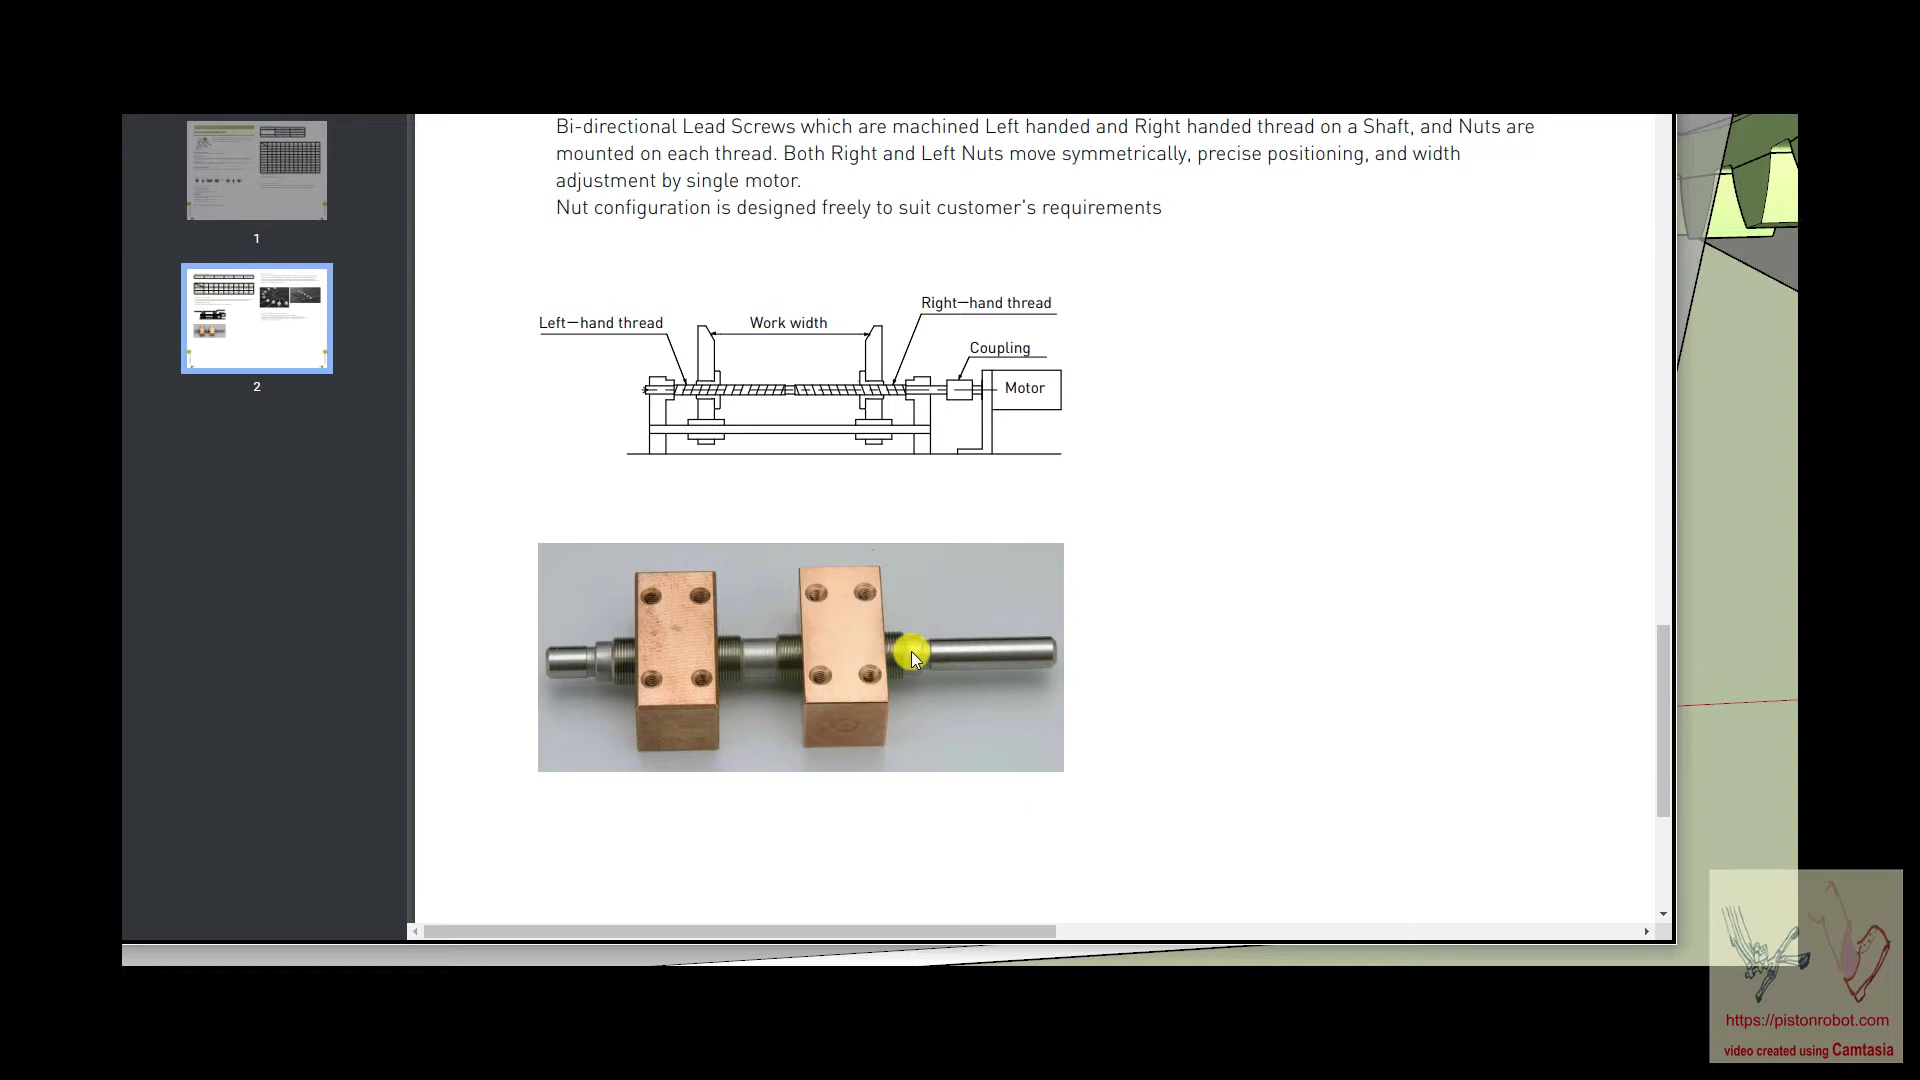 Bi-directional Lead Screws which are machined Left handed and Right handed thread on a Shaft, and Nuts are
mounted on each thread. Both Right and Left Nuts move symmetrically, precise positioning, and width
adjustment by single motor.
Nut configuration is designed freely to suit customer's requirements
1
2
Right—hand thread
Left—hand thread
Work width
Coupling
Motor
https://pistonrobot.com
video created using Camtasia